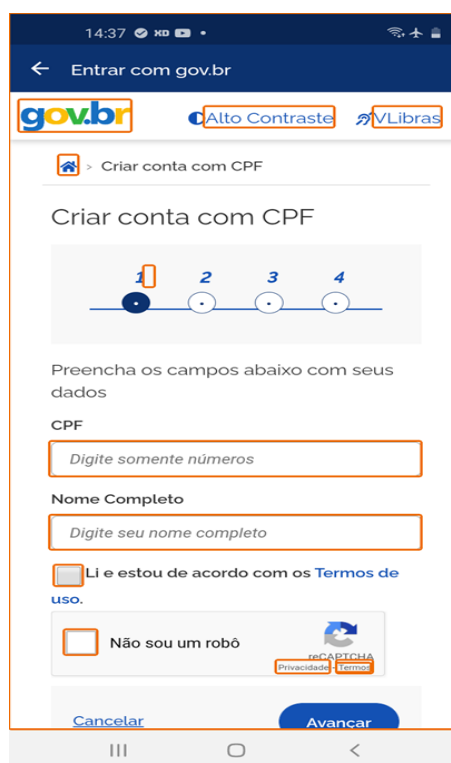 14:37
Entrar com gov.br
gov.br Alto Contraste VLibras
> Criar conta com CPF
Criar conta com CPF
1 2 3 4
Preencha os campos abaixo com seus
dados
CPF
Digite somente números
Nome Completo
Digite seu nome completo
Li e estou de acordo com os Termos de
uso.
Não sou um robô
reCAPTCHA
Privacidade - Termos
Cancelar Avançar